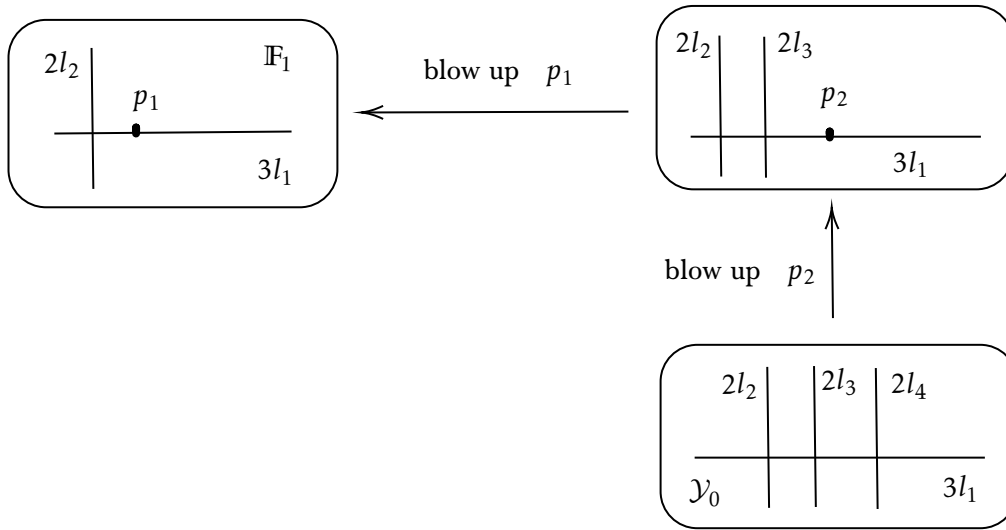 2l₂ 𝔽₁
p₁
3l₁
blow up p₁
2l₂ 2l₃
p₂
3l₁
blow up p₂
2l₂ 2l₃ 2l₄
𝒴₀ 3l₁